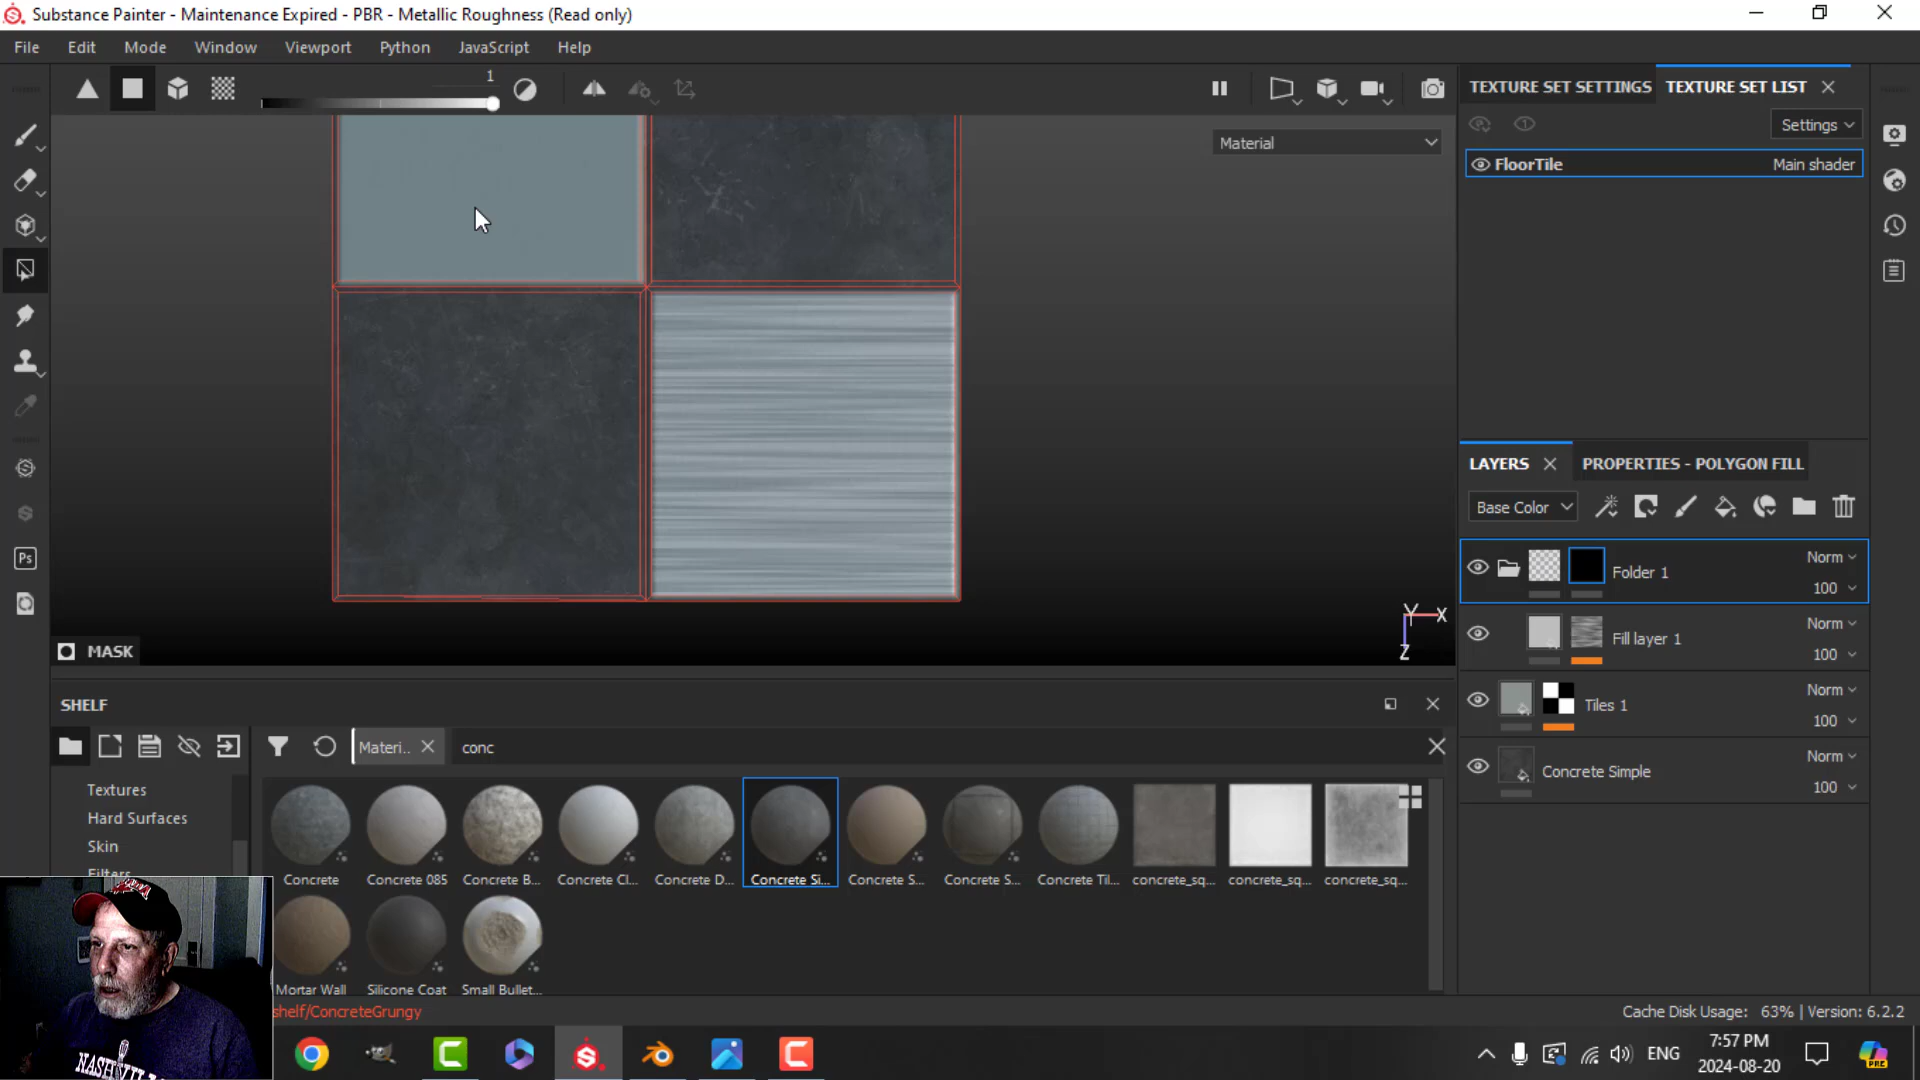 Substance Painter - Maintenance Expired - PBR - Metallic Roughness (Read only)
File Edit Mode Window Viewport Python JavaScript Help
1
Material
TEXTURE SET SETTINGS TEXTURE SET LIST
Settings
FloorTile Main shader
LAYERS PROPERTIES - POLYGON FILL
Base Color
Norm
Folder 1
100
Norm
Fill layer 1
100
Norm
Tiles 1
100
Norm
Concrete Simple
100
Y X
Z
MASK
Ps
SHELF
Materi.. conc
Textures
Hard Surfaces
Skin
Filters
Concrete Concrete 085 Concrete B... Concrete Cl... Concrete D... Concrete Si... Concrete S... Concrete S... Concrete Til... concrete_sq... concrete_sq... concrete_sq...
Mortar Wall Silicone Coat Small Bullet...
shelf/ConcreteGrungy
Cache Disk Usage: 63% | Version: 6.2.2
ENG
7:57 PM
2024-08-20
PRE
NASHVILL